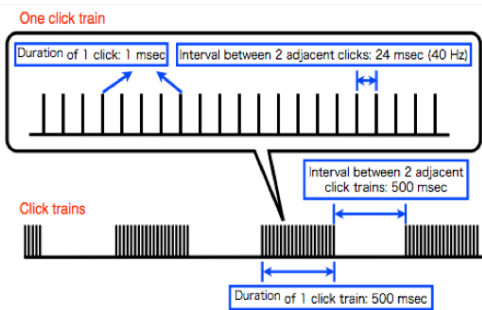 One click train
Duration of 1 click: 1 msec
Interval between 2 adjacent clicks: 24 msec (40 Hz)
Interval between 2 adjacent
click trains: 500 msec
Click trains
Duration of 1 click train: 500 msec